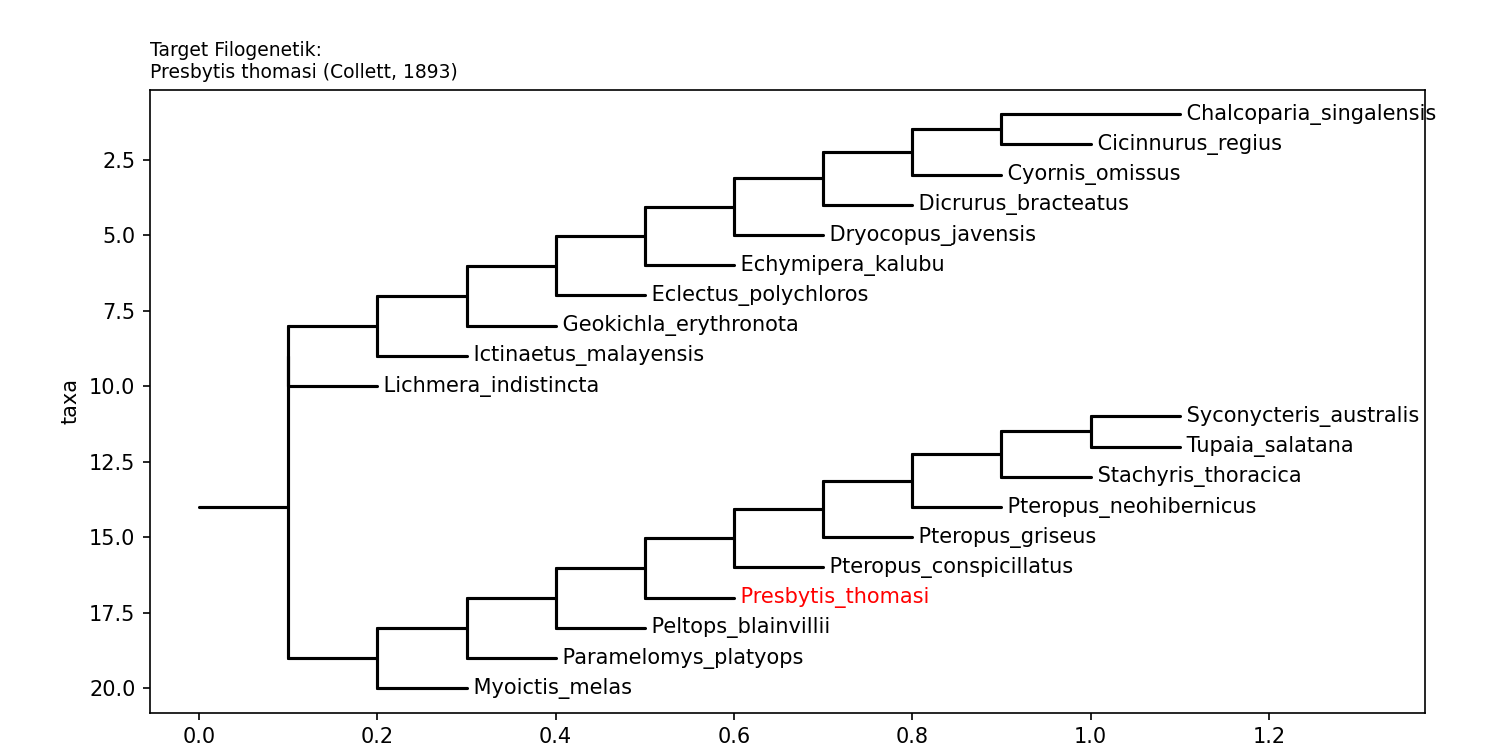 Target Filogenetik:
Presbytis thomasi (Collett, 1893)
Chalcoparia_singalensis
Cicinnurus_regius
2.5
Cyornis_omissus
Dicrurus_bracteatus
5.0
Dryocopus_javensis
Echymipera_kalubu
Eclectus_polychloros
7.5
Geokichla_erythronota
Ictinaetus_malayensis
10.0
Lichmera_indistincta
taxa
Syconycteris_australis
Tupaia_salatana
12.5
Stachyris_thoracica
Pteropus_neohibernicus
15.0
Pteropus_griseus
Pteropus_conspicillatus
Presbytis_thomasi
17.5
Peltops_blainvillii
Paramelomys_platyops
20.0
Myoictis_melas
0.0 0.2 0.4 0.6 0.8 1.0 1.2